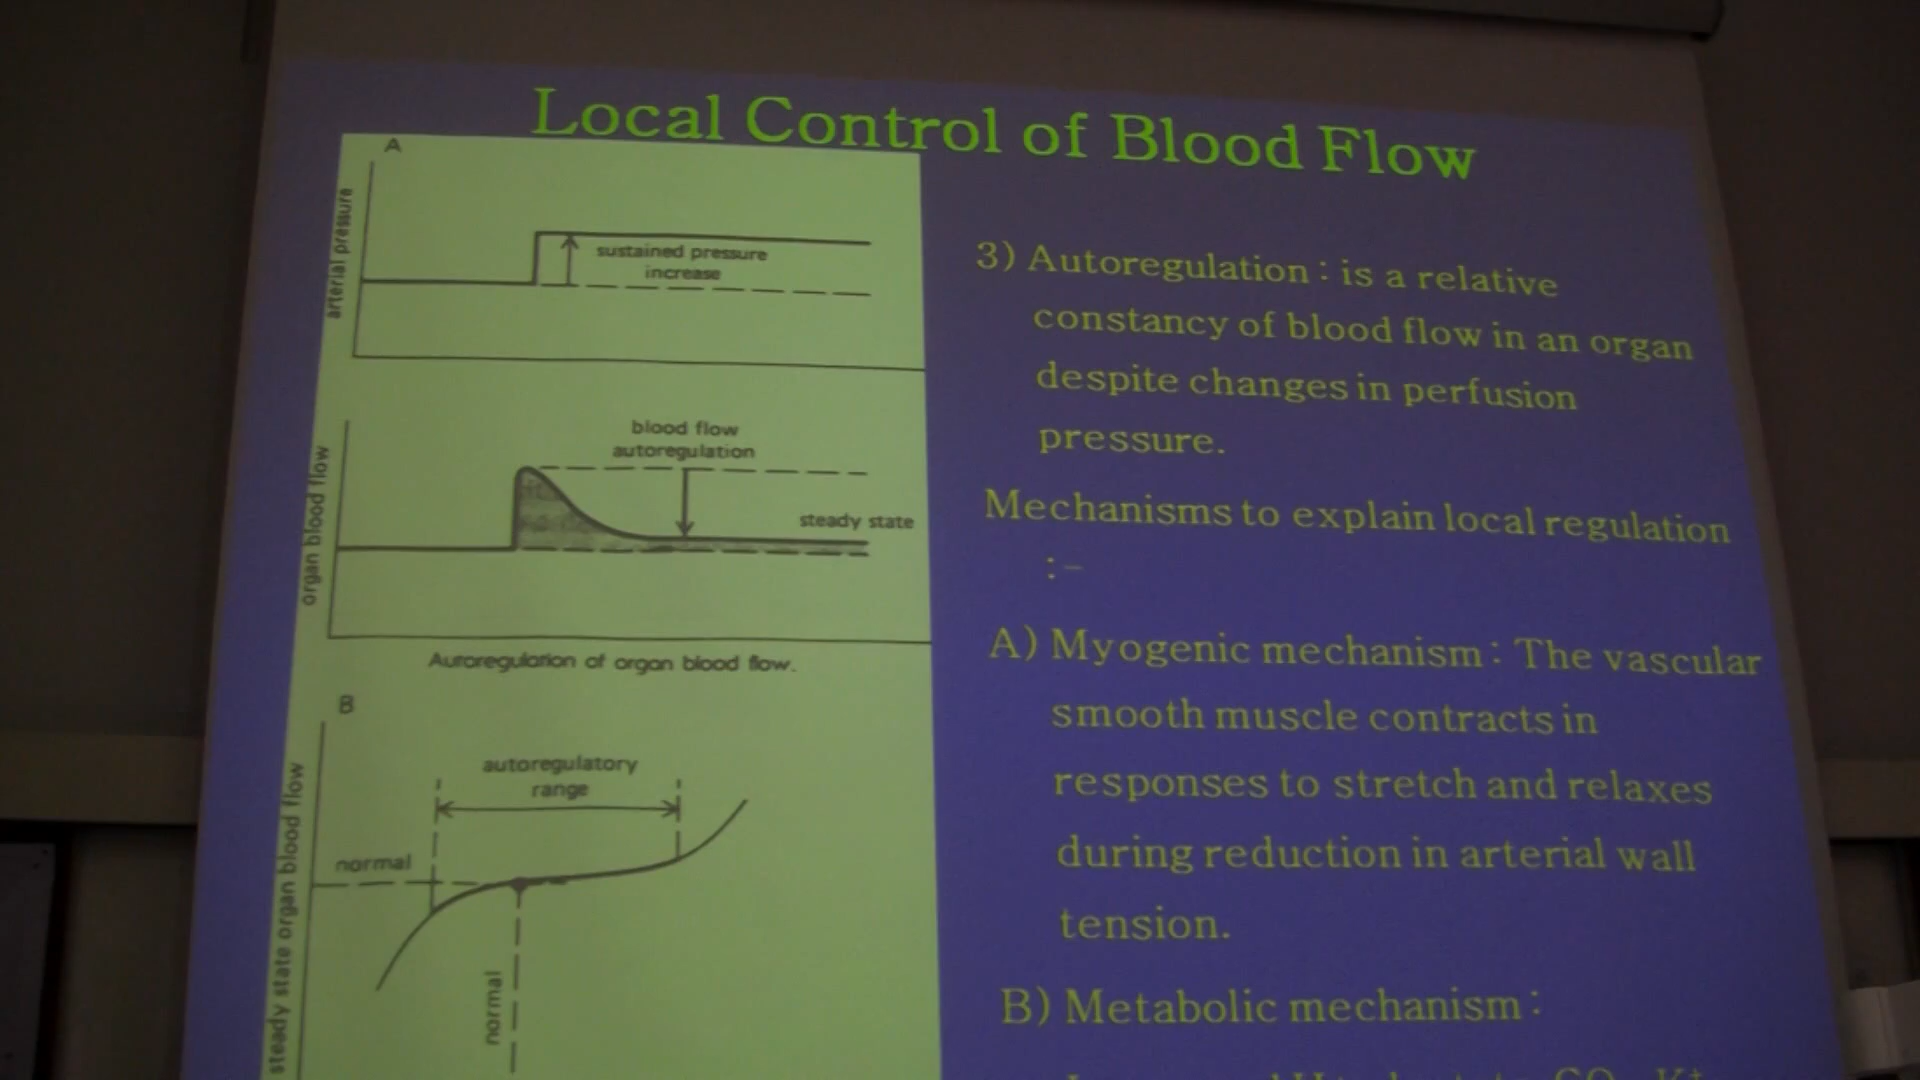 Local Control of Blood Flow
A
arterial pressure
sustained pressure
increase
organ blood flow
blood flow
autoregulation
steady state
Autoregulation of organ blood flow.
B
steady state organ blood flow
autoregulatory
range
normal
normal
3) Autoregulation : is a relative
constancy of blood flow in an organ
despite changes in perfusion
pressure.
Mechanisms to explain local regulation
:-
A) Myogenic mechanism : The vascular
smooth muscle contracts in
responses to stretch and relaxes
during reduction in arterial wall
tension.
B) Metabolic mechanism :